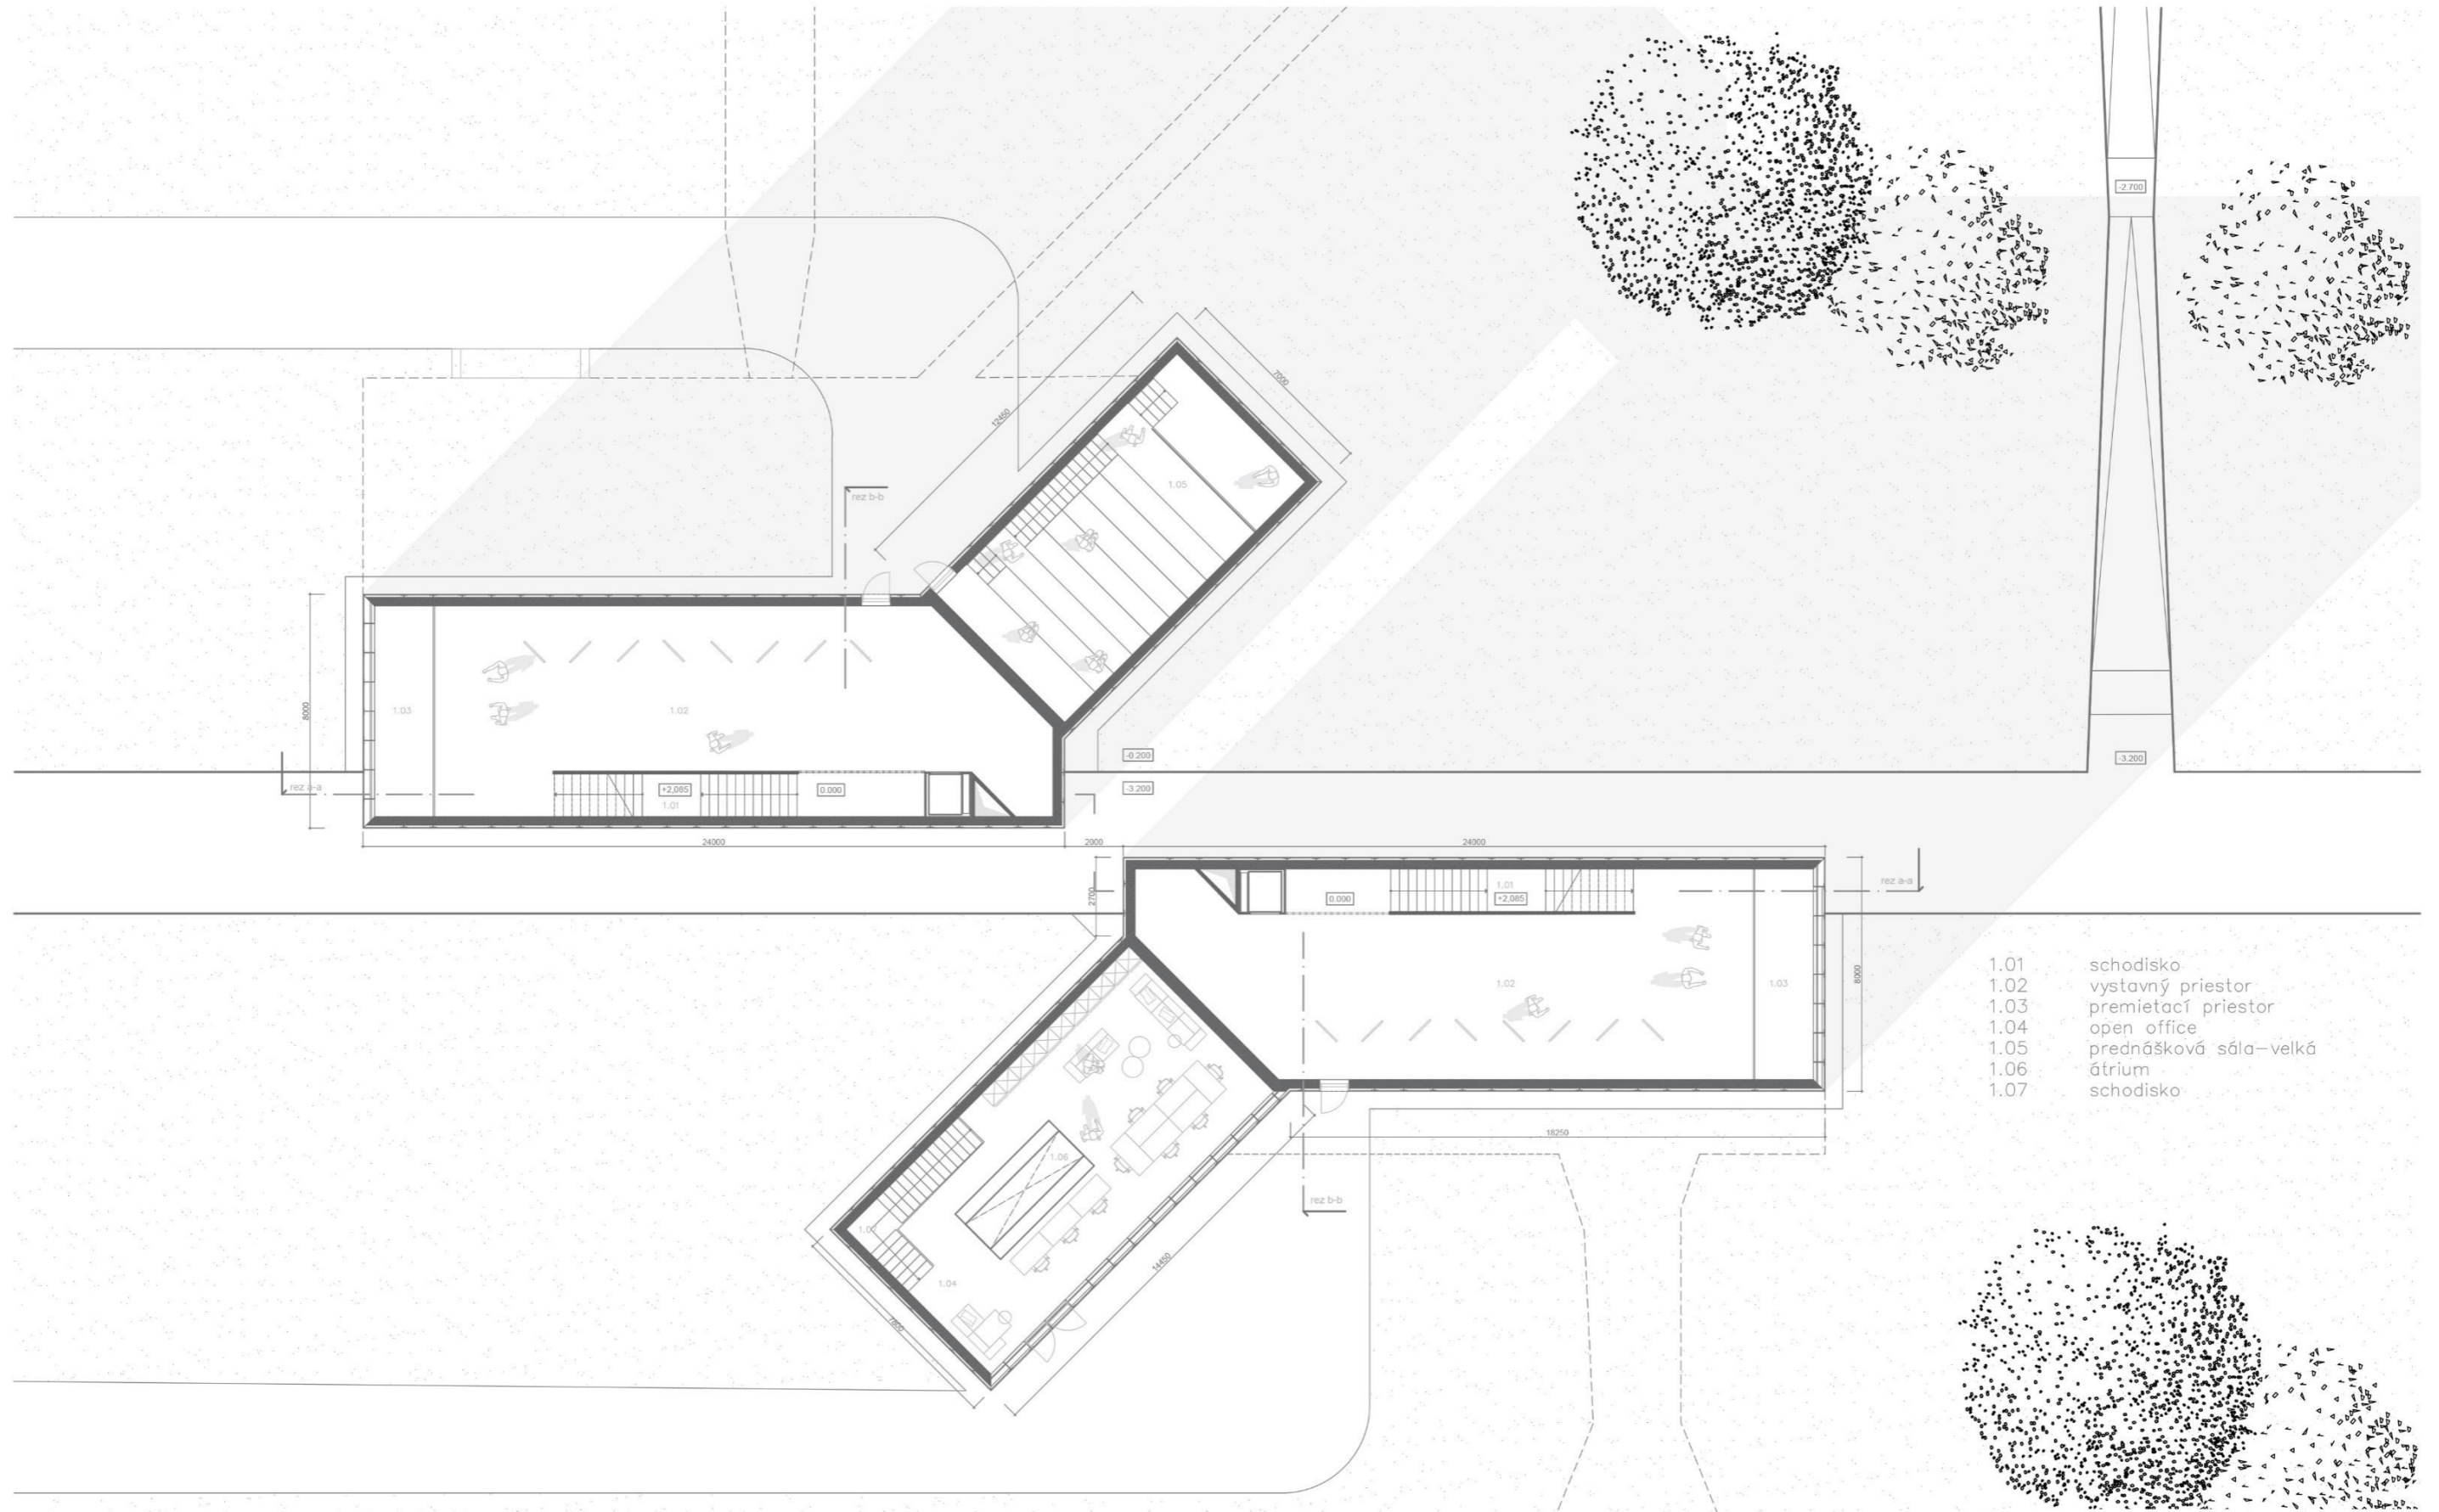 -2.700
7000
12450
1.05
rez b-b
8000
1.03
1.02
-0.200
rez a-a
+2,085
0.000
-3.200
-3.200
1.01
24000
2000
24000
2700
1.01
rez a-a
0.000
+2,085
1.02
1.03
8000
1.01 schodisko
1.02 vystavný priestor
1.03 premietací priestor
1.04 open office
1.05 prednášková sála-velká
1.06 átrium
1.07 schodisko
18250
1.06
rez b-b
1.04
14450
7800